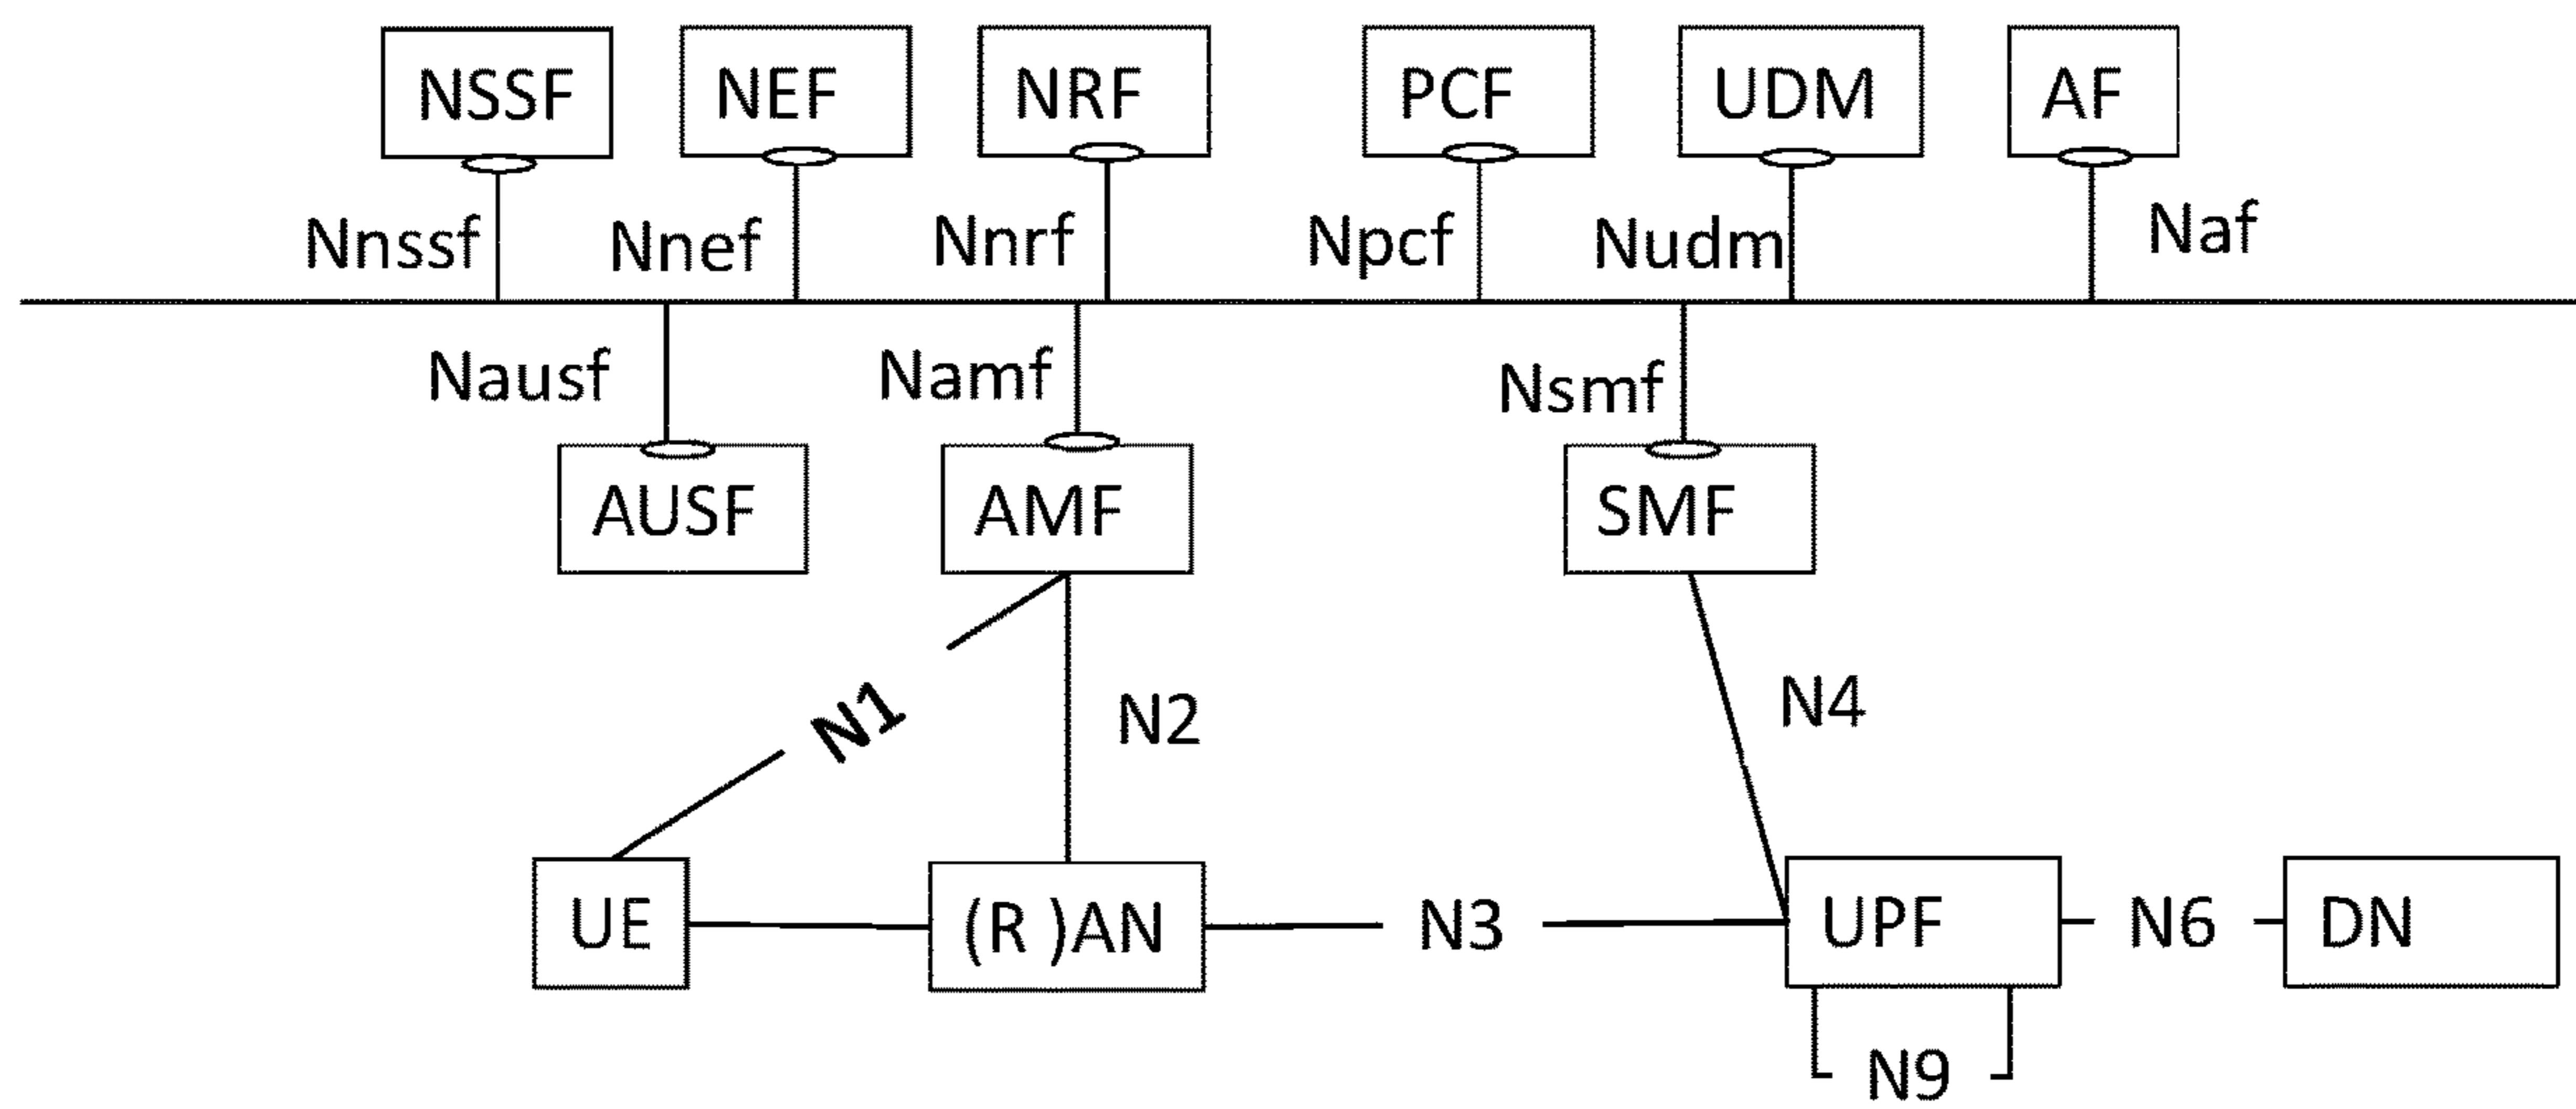 NSSF NEF NRF PCF UDM AF
Nnssf Nnef Nnrf Npcf Nudm Naf
Nausf Namf Nsmf
AUSF AMF SMF
N1 N2 N4
UE (R )AN N3 UPF N6 DN
N9